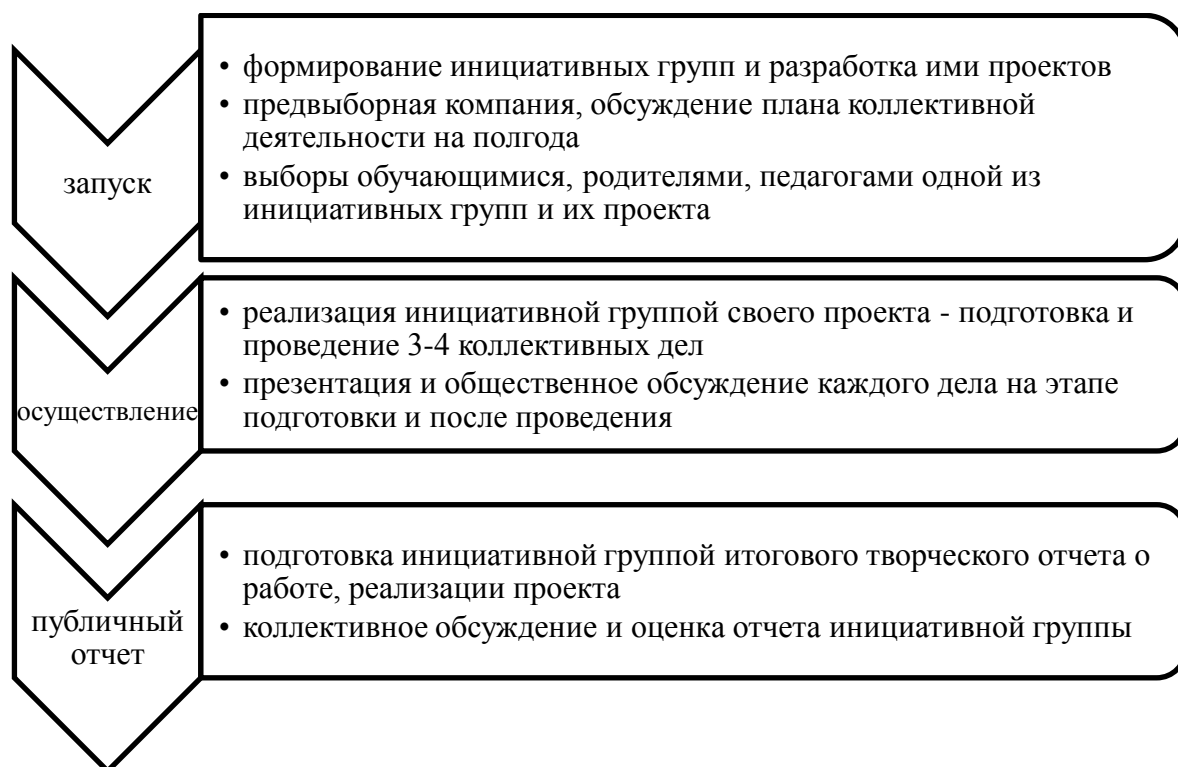 запуск
• формирование инициативных групп и разработка ими проектов
• предвыборная компания, обсуждение плана коллективной
деятельности на полгода
• выборы обучающимися, родителями, педагогами одной из
инициативных групп и их проекта
осуществление
• реализация инициативной группой своего проекта - подготовка и
проведение 3-4 коллективных дел
• презентация и общественное обсуждение каждого дела на этапе
подготовки и после проведения
публичный
отчет
• подготовка инициативной группой итогового творческого отчета о
работе, реализации проекта
• коллективное обсуждение и оценка отчета инициативной группы